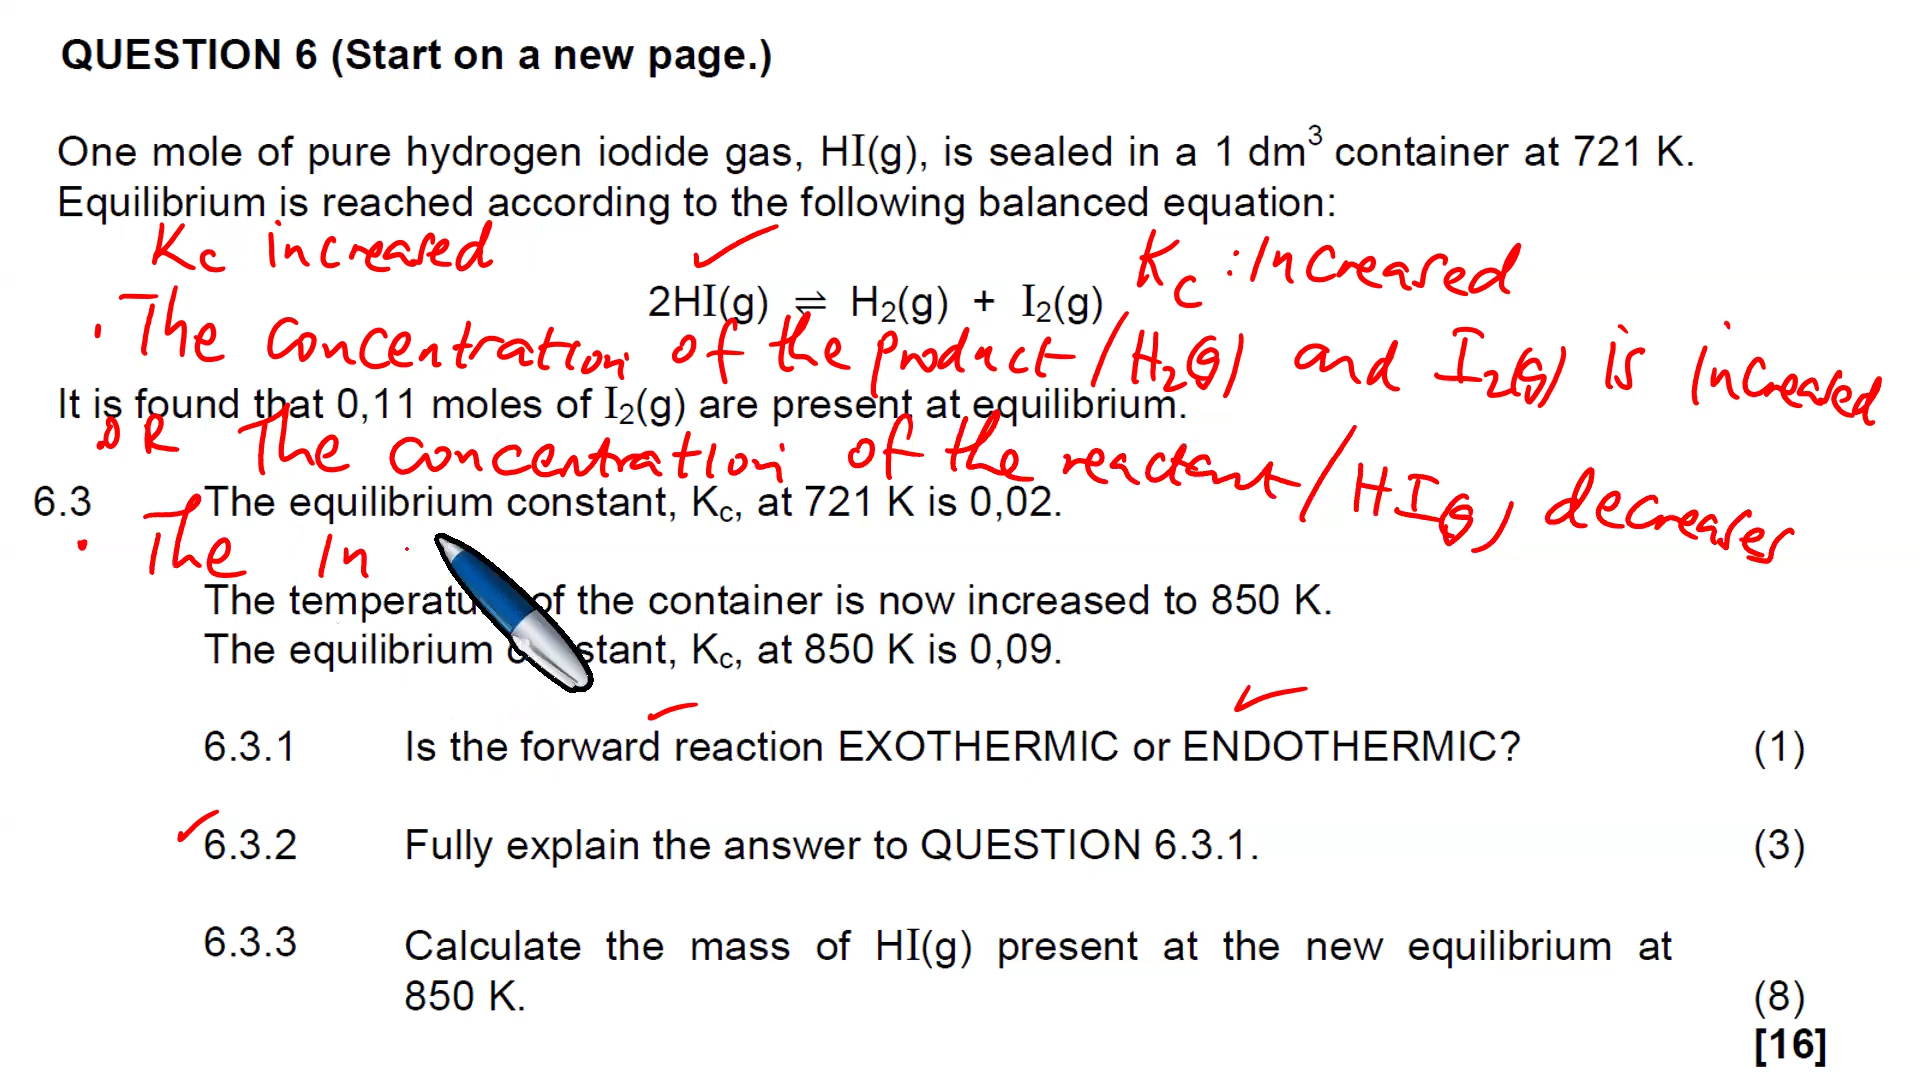 QUESTION 6 (Start on a new page.)
One mole of pure hydrogen iodide gas, HI(g), is sealed in a 1 dm³ container at 721 K.
Equilibrium is reached according to the following balanced equation:
Kc increased
Kc : Increased
2HI(g) ⇌ H₂(g) + I₂(g)
· The concentration of the product/H₂(g) and I₂(g) is increased
It is found that 0,11 moles of I₂(g) are present at equilibrium.
OR The concentration of the reactant/HI(g) decreases
6.3 The equilibrium constant, Kc, at 721 K is 0,02.
· The in
The temperatu of the container is now increased to 850 K.
The equilibrium stant, Kc, at 850 K is 0,09.
6.3.1 Is the forward reaction EXOTHERMIC or ENDOTHERMIC? (1)
6.3.2 Fully explain the answer to QUESTION 6.3.1. (3)
6.3.3 Calculate the mass of HI(g) present at the new equilibrium at
850 K. (8)
[16]